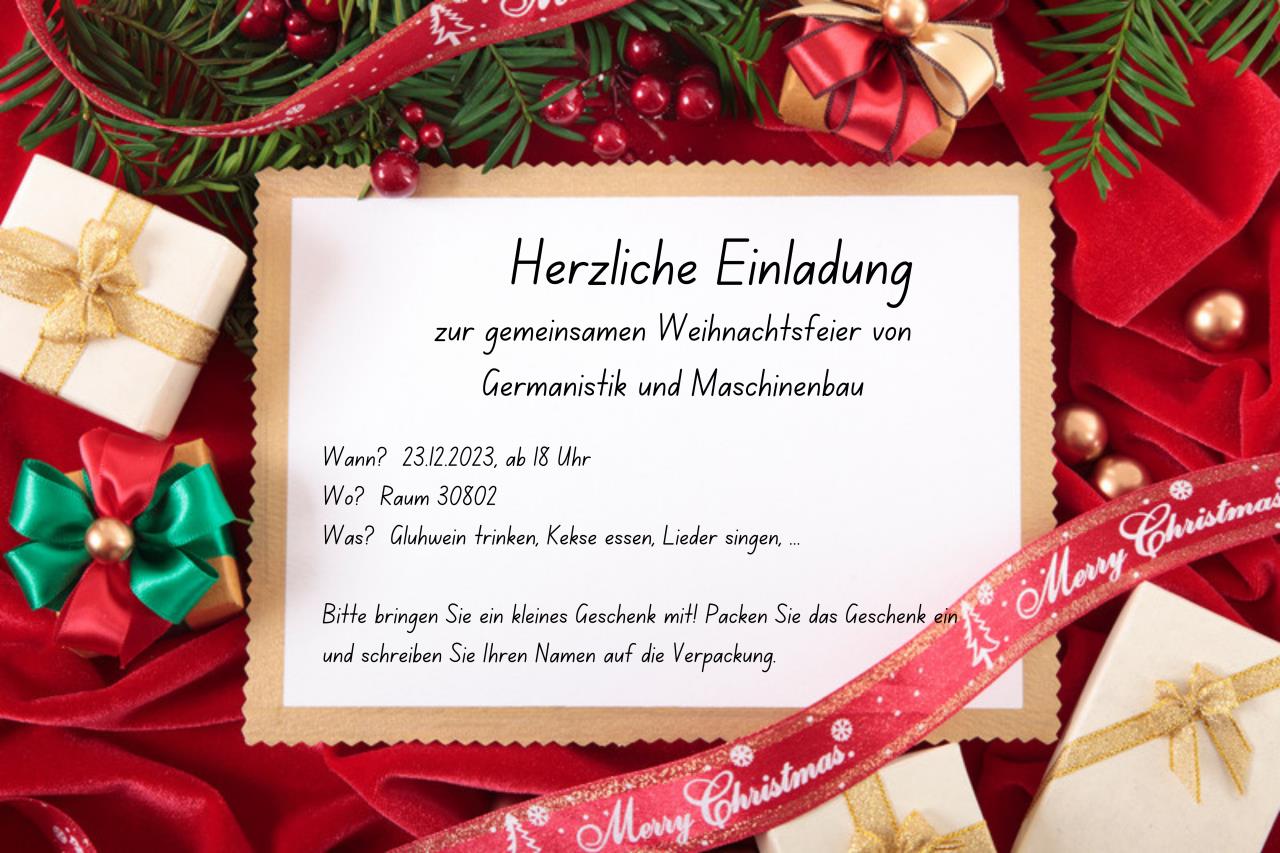 Herzliche Einladung
zur gemeinsamen Weihnachtsfeier von
Germanistik und Maschinenbau
Wann? 23.12.2023, ab 18 Uhr
Wo? Raum 30802
Was? Gluhwein trinken, Kekse essen, Lieder singen, ...
Bitte bringen Sie ein kleines Geschenk mit! Packen Sie das Geschenk ein
und schreiben Sie Ihren Namen auf die Verpackung.
Merry Christmas
Merry Christmas.